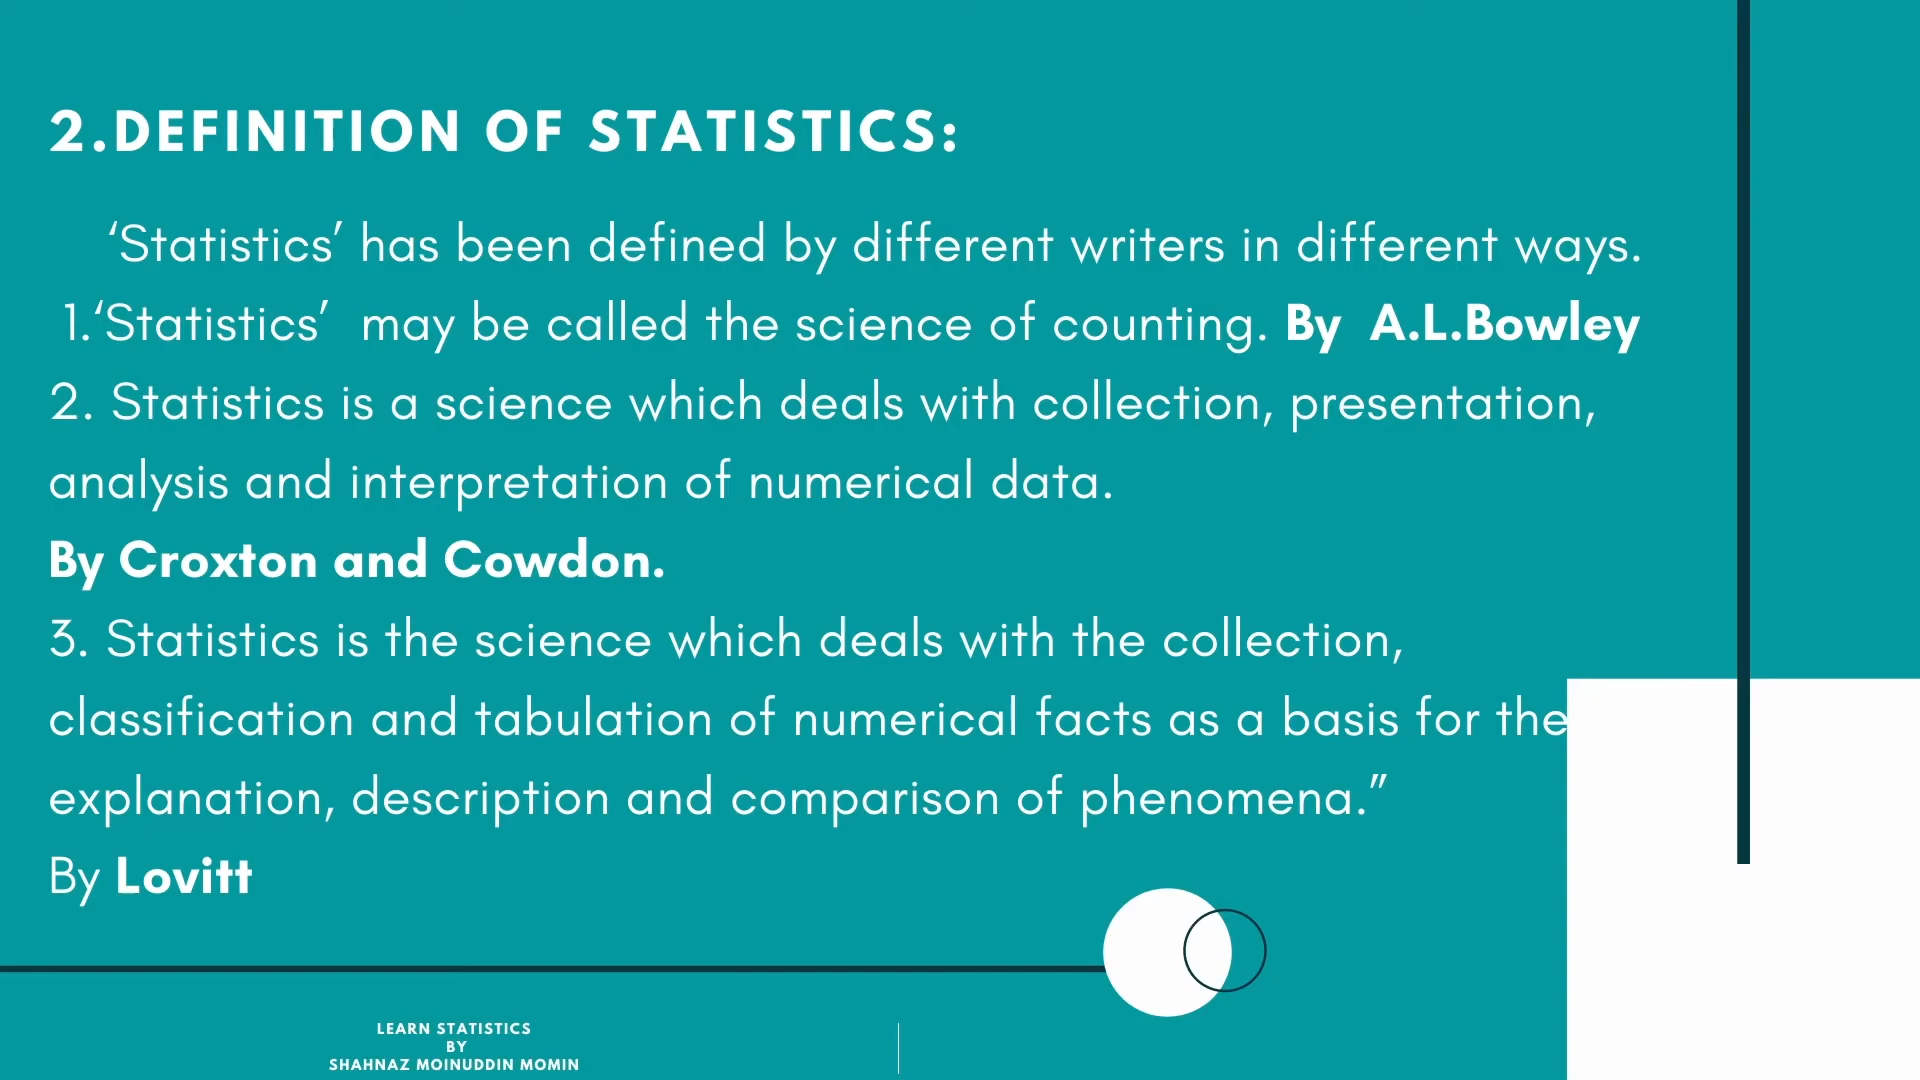 2.DEFINITION OF STATISTICS:
‘Statistics’ has been defined by different writers in different ways.
1.‘Statistics’ may be called the science of counting. By A.L.Bowley
2. Statistics is a science which deals with collection, presentation,
analysis and interpretation of numerical data.
By Croxton and Cowdon.
3. Statistics is the science which deals with the collection,
classification and tabulation of numerical facts as a basis for the
explanation, description and comparison of phenomena.”
By Lovitt
LEARN STATISTICS
BY
SHAHNAZ MOINUDDIN MOMIN